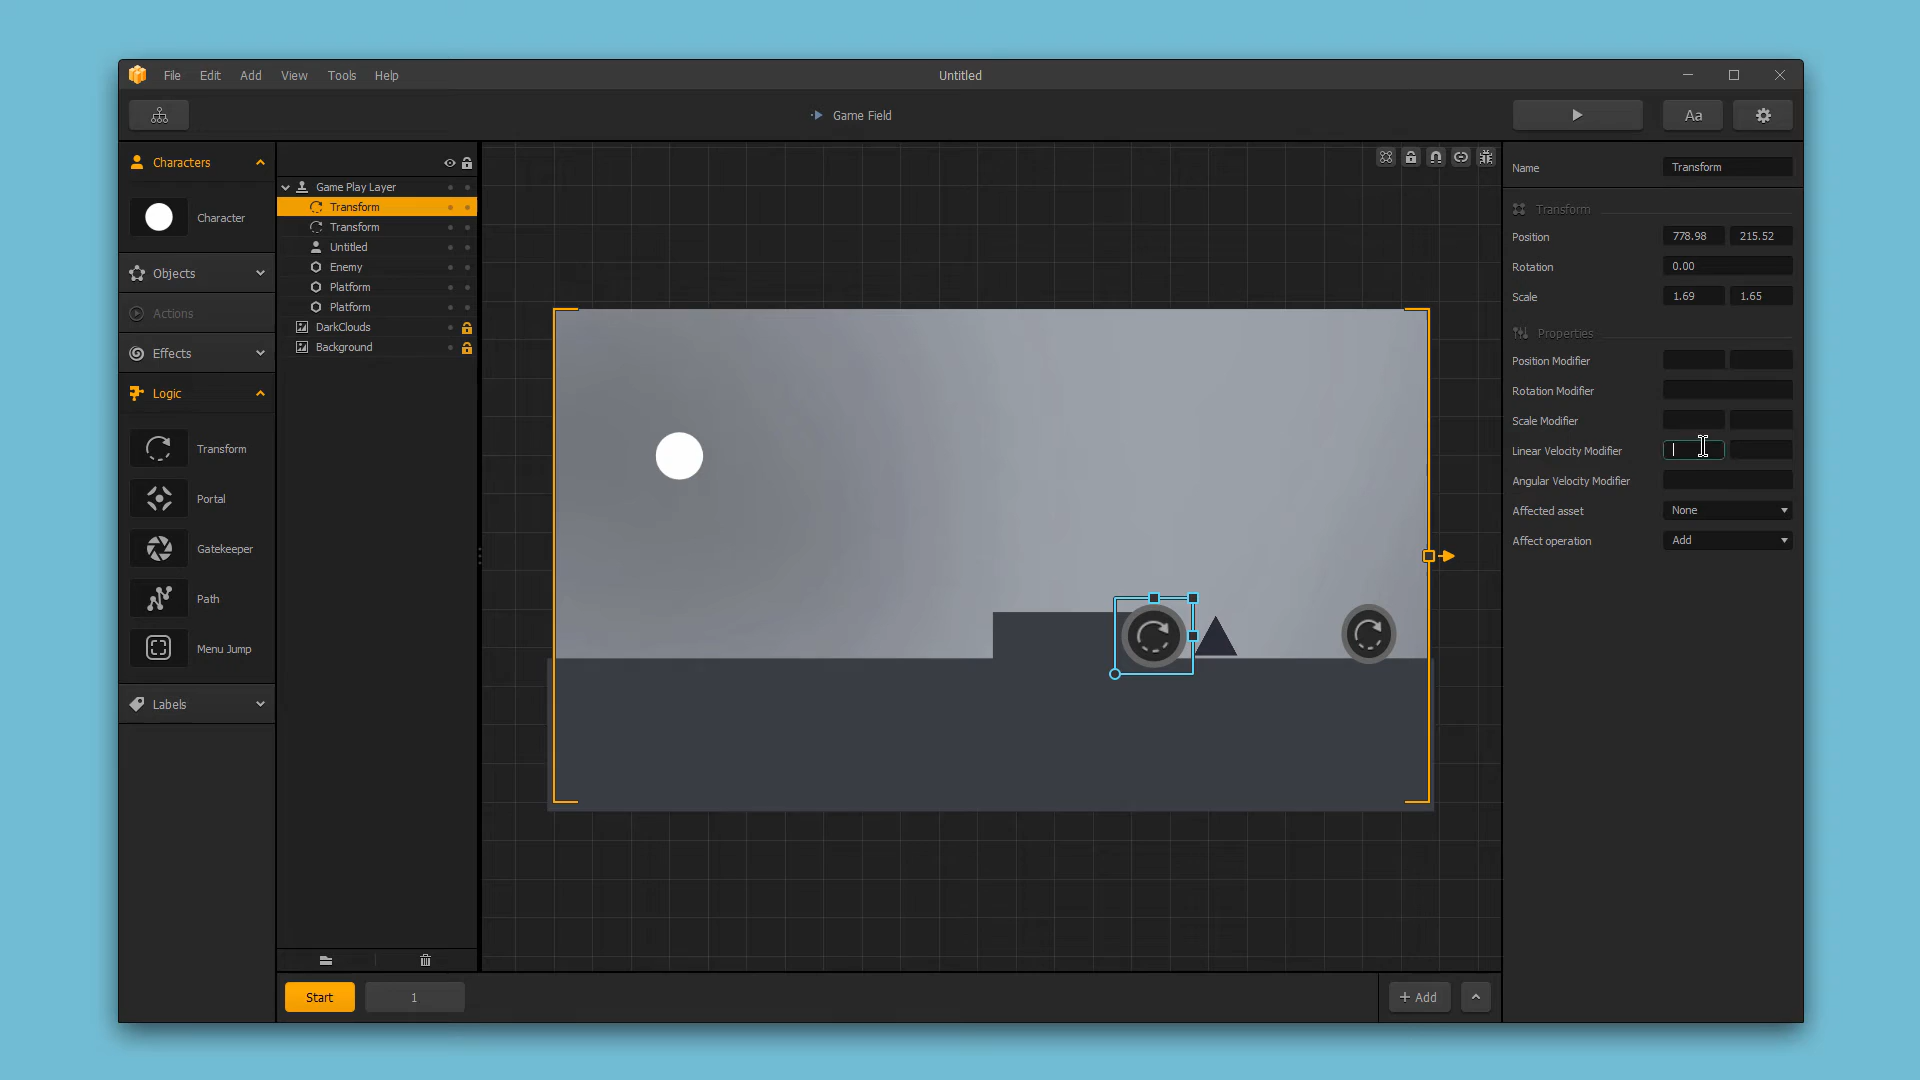 File Edit Add View Tools Help
Untitled
Game Field
Aa
Characters
Character
Objects
Actions
Effects
Logic
Transform
Portal
Gatekeeper
Path
Menu Jump
Labels
Game Play Layer
Transform
Transform
Untitled
Enemy
Platform
Platform
DarkClouds
Background
Start
1
+ Add
Name Transform
Transform
Position 778.98 215.52
Rotation 0.00
Scale 1.69 1.65
Properties
Position Modifier
Rotation Modifier
Scale Modifier
Linear Velocity Modifier
Angular Velocity Modifier
Affected asset None
Affect operation Add